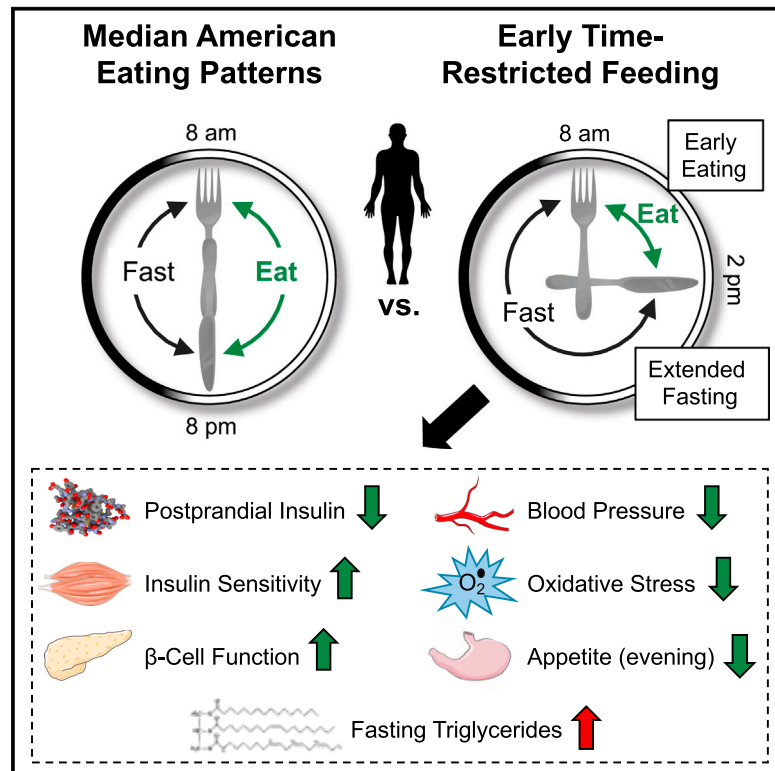 Median American
Eating Patterns
Early Time-
Restricted Feeding
8 am
Fast
Eat
8 pm
vs.
8 am
Early
Eating
Eat
2 pm
Fast
Extended
Fasting
Postprandial Insulin
Blood Pressure
Insulin Sensitivity
O₂•
Oxidative Stress
β-Cell Function
Appetite (evening)
Fasting Triglycerides